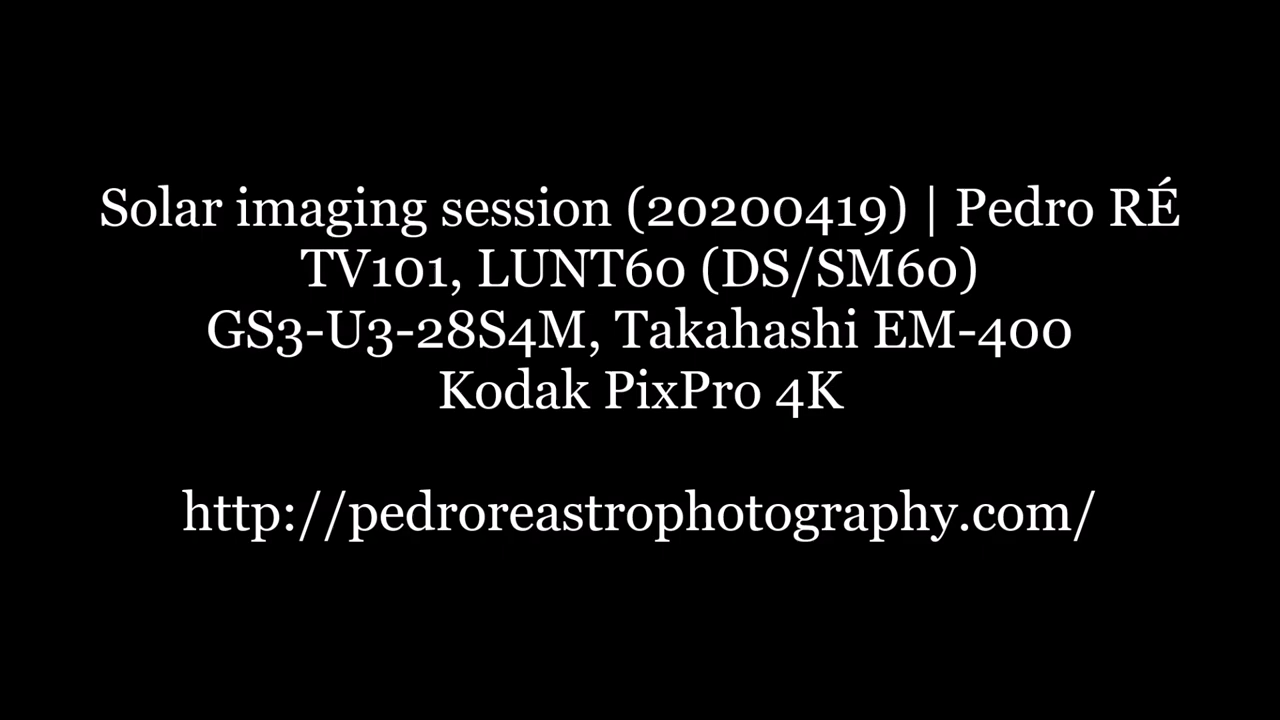 Solar imaging session (20200419) | Pedro RÉ
TV101, LUNT60 (DS/SM60)
GS3-U3-28S4M, Takahashi EM-400
Kodak PixPro 4K
http://pedroreastrophotography.com/